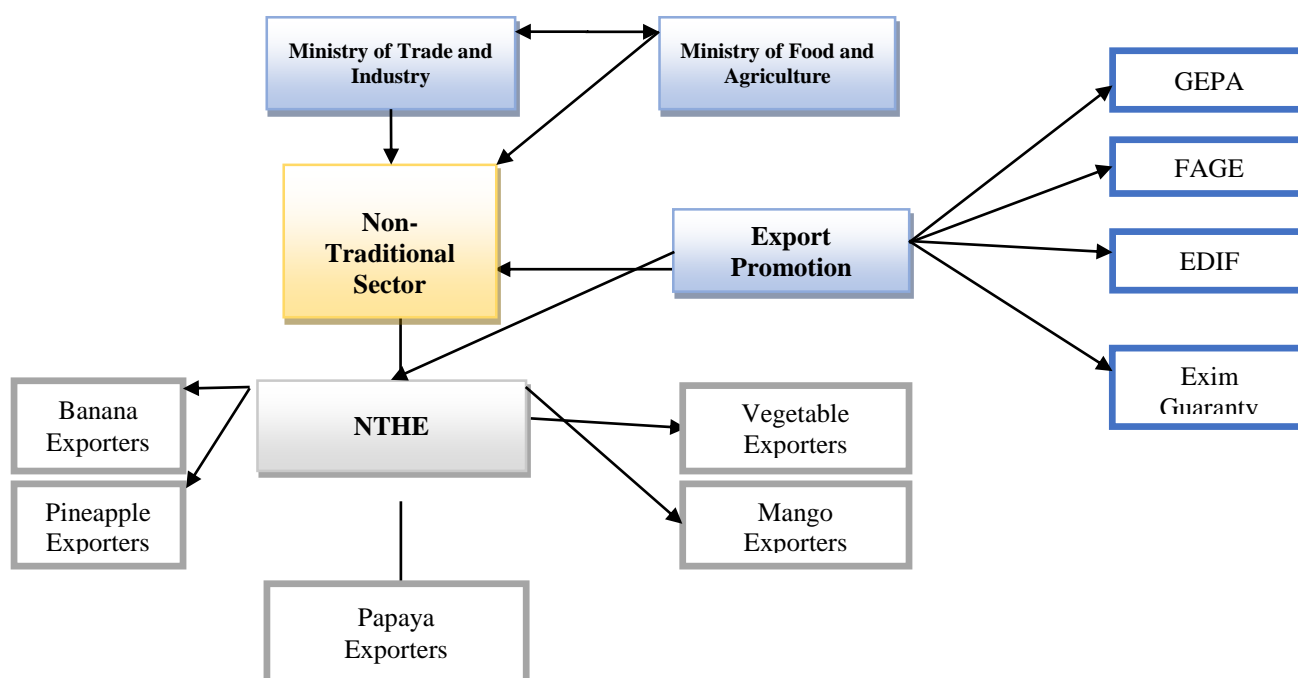 Ministry of Trade and
Industry
Ministry of Food and
Agriculture
GEPA
FAGE
Non-
Traditional
Sector
Export
Promotion
EDIF
Exim
Guaranty
Banana
Exporters
NTHE
Vegetable
Exporters
Pineapple
Exporters
Mango
Exporters
Papaya
Exporters